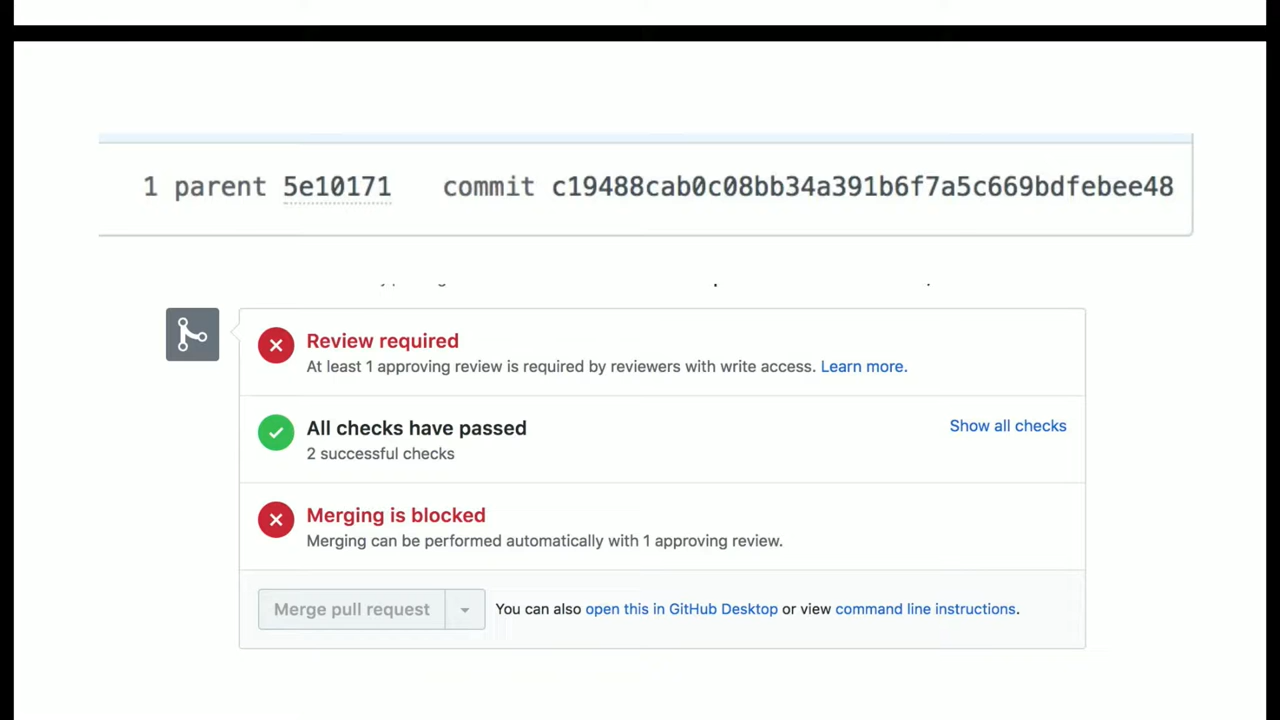 1 parent 5e10171 commit c19488cab0c08bb34a391b6f7a5c669bdfebee48
Review required
At least 1 approving review is required by reviewers with write access. Learn more.
All checks have passed
Show all checks
2 successful checks
Merging is blocked
Merging can be performed automatically with 1 approving review.
Merge pull request
You can also open this in GitHub Desktop or view command line instructions.